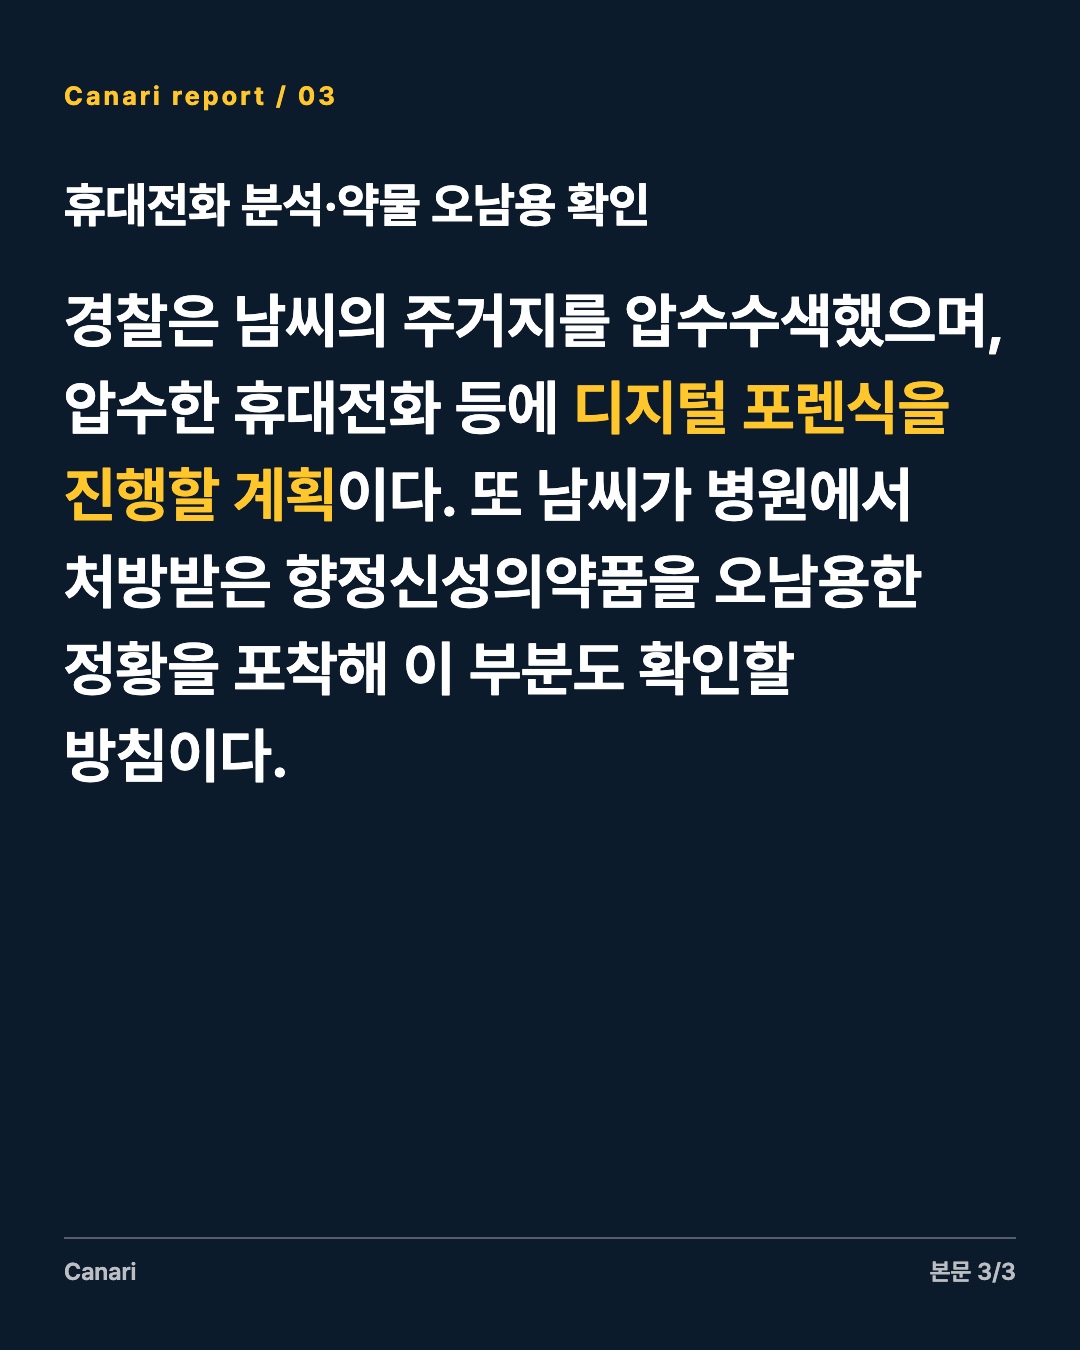 Canari report / 03
휴대전화 분석·약물 오남용 확인
경찰은 남씨의 주거지를 압수수색했으며,
압수한 휴대전화 등에 디지털 포렌식을
진행할 계획이다. 또 남씨가 병원에서
처방받은 향정신성의약품을 오남용한
정황을 포착해 이 부분도 확인할
방침이다.
Canari
본문 3/3